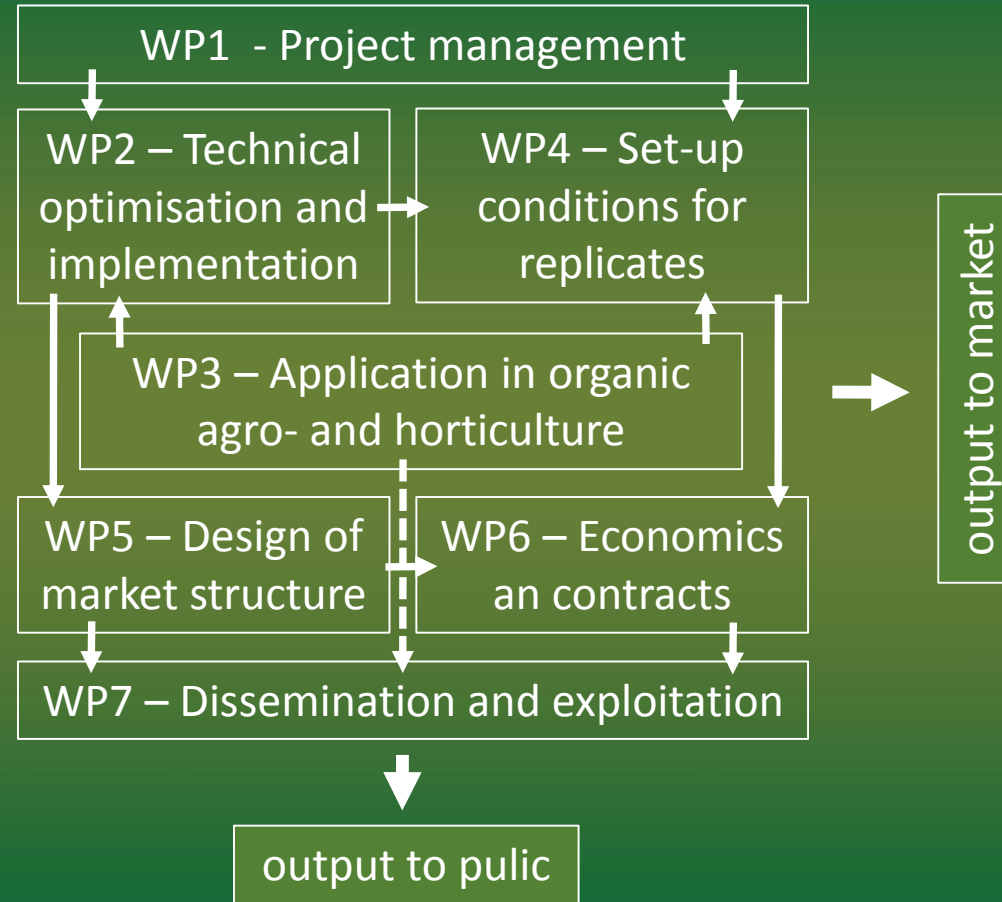 WP1  - Project management
WP2 – Technical
optimisation and
implementation
WP4 – Set-up
conditions for
replicates
WP3 – Application in organic
agro- and horticulture
WP5 – Design of
market structure
WP6 – Economics
an contracts
WP7 – Dissemination and exploitation
output to market
output to pulic